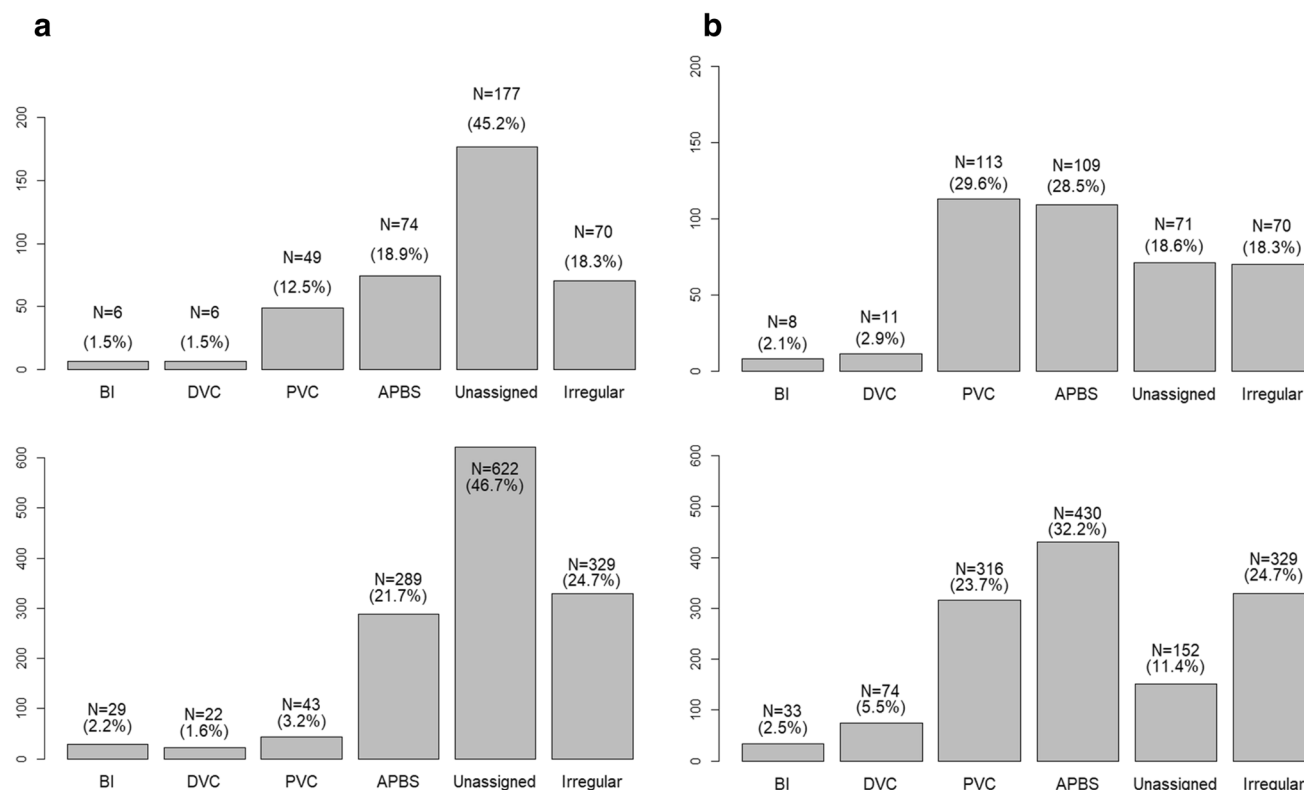 a
200
150
100
50
0
N=6
(1.5%)
N=6
(1.5%)
N=49
(12.5%)
N=74
(18.9%)
N=177
(45.2%)
N=70
(18.3%)
BI DVC PVC APBS Unassigned Irregular
b
200
150
100
50
0
N=8
(2.1%)
N=11
(2.9%)
N=113
(29.6%)
N=109
(28.5%)
N=71
(18.6%)
N=70
(18.3%)
BI DVC PVC APBS Unassigned Irregular
600
500
400
300
200
100
0
N=29
(2.2%)
N=22
(1.6%)
N=43
(3.2%)
N=289
(21.7%)
N=622
(46.7%)
N=329
(24.7%)
BI DVC PVC APBS Unassigned Irregular
600
500
400
300
200
100
0
N=33
(2.5%)
N=74
(5.5%)
N=316
(23.7%)
N=430
(32.2%)
N=152
(11.4%)
N=329
(24.7%)
BI DVC PVC APBS Unassigned Irregular